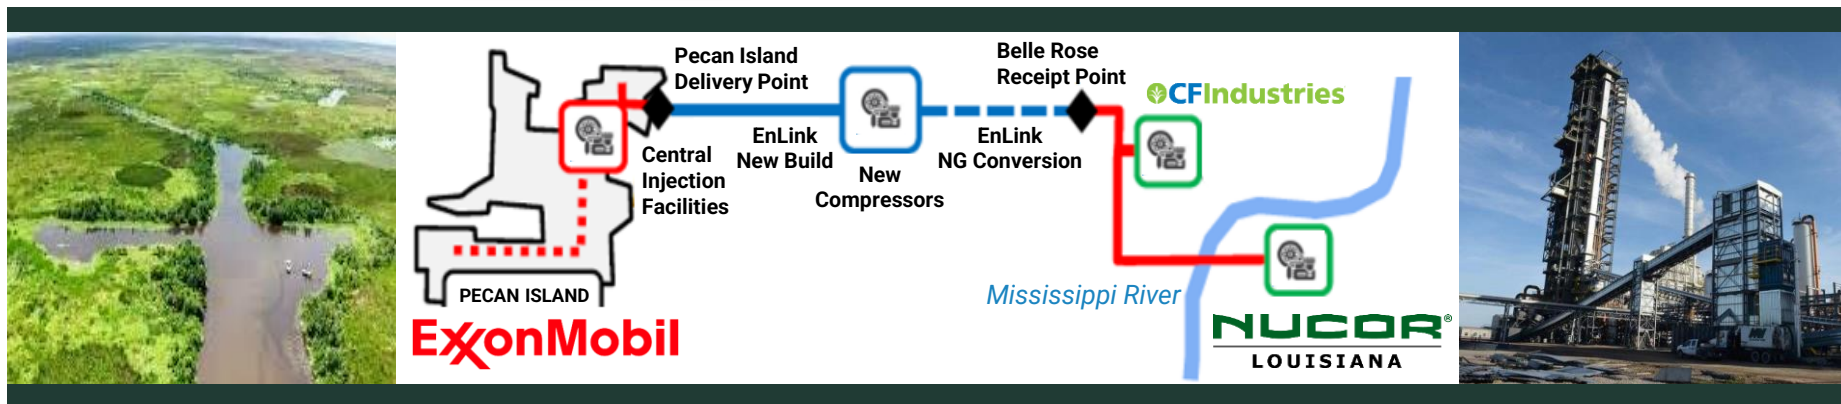 Pecan Island
Delivery Point
Belle Rose
Receipt Point
CFIndustries
EnLink
New Build
EnLink
NG Conversion
Central
Injection
Facilities
New
Compressors
PECAN ISLAND
ExxonMobil
Mississippi River
NUCOR®
LOUISIANA